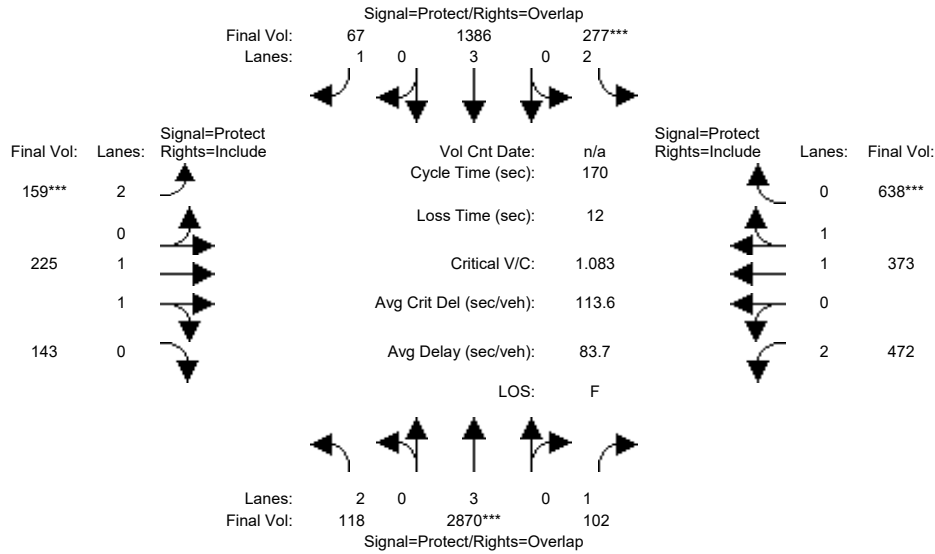 Signal=Protect/Rights=Overlap
Final Vol: 67 1386 277***
Lanes: 1 0 3 0 2
Signal=Protect
Final Vol: Lanes: Rights=Include
Vol Cnt Date: n/a
Signal=Protect
Rights=Include Lanes: Final Vol:
Cycle Time (sec): 170
159*** 2
0 638***
Loss Time (sec): 12
0
1
225 1
Critical V/C: 1.083
1 373
1
Avg Crit Del (sec/veh): 113.6
0
143 0
Avg Delay (sec/veh): 83.7
2 472
LOS: F
Lanes: 2 0 3 0 1
Final Vol: 118 2870*** 102
Signal=Protect/Rights=Overlap